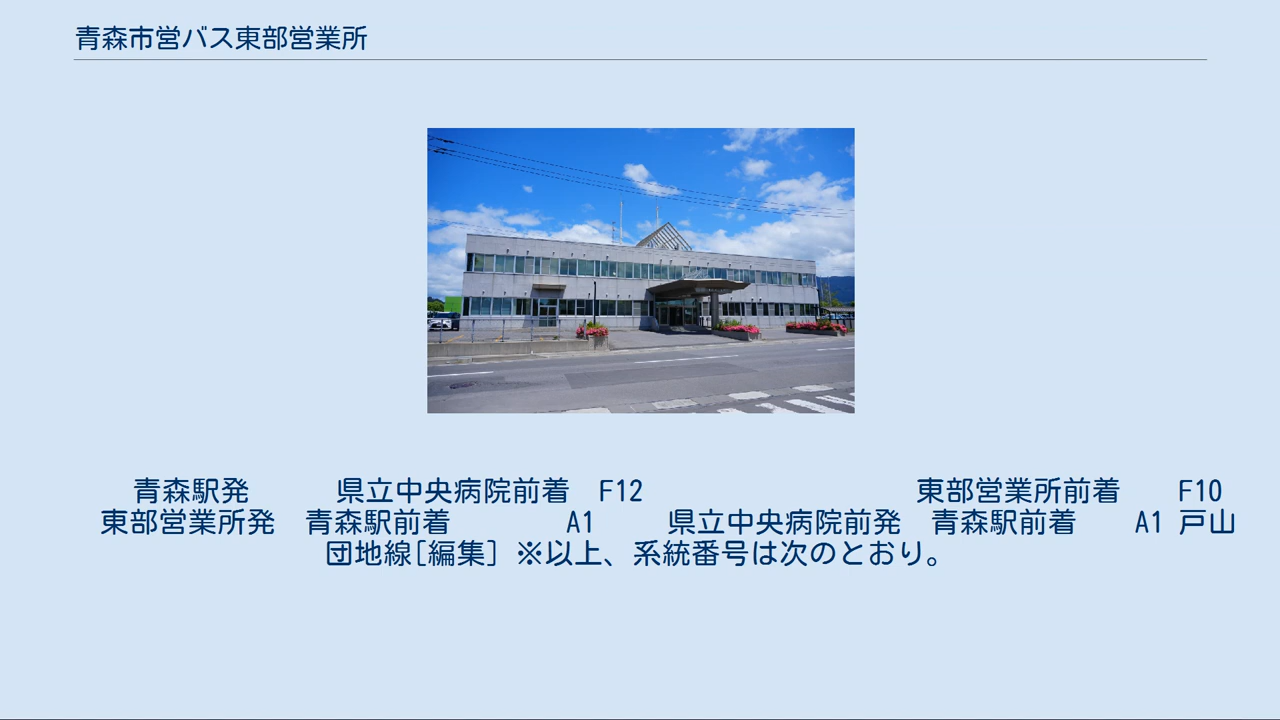 青森市営バス東部営業所
青森駅発　　　県立中央病院前着　F12　　　　　　　　　東部営業所前着　　F10
東部営業所発　青森駅前着　　　　A1　　県立中央病院前発　青森駅前着　　A1 戸山
団地線[編集] ※以上、系統番号は次のとおり。